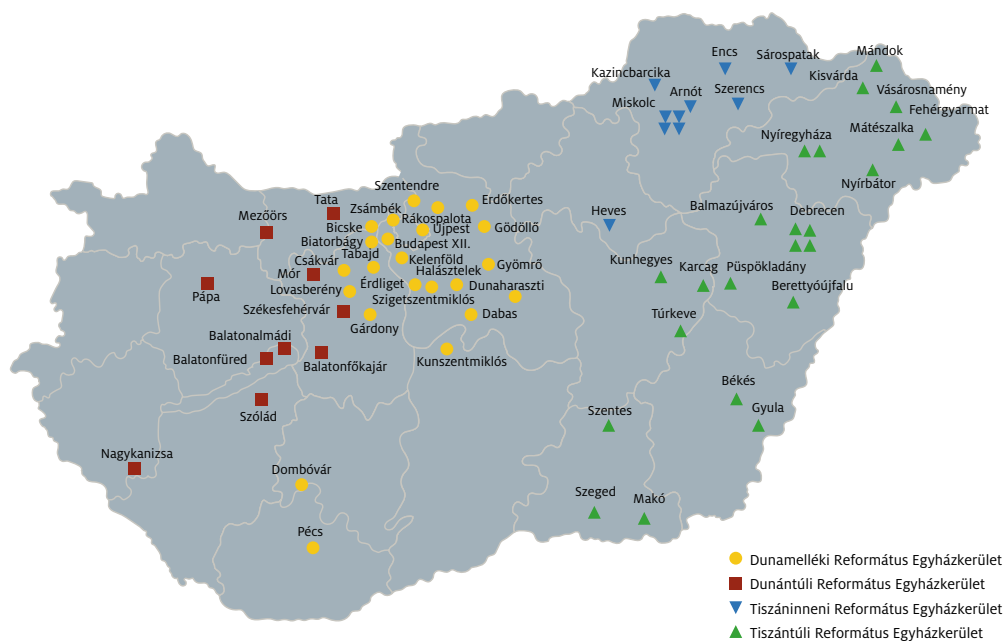 Mándok
Encs
Sárospatak
Kazincbarcika
Kisvárda
Arnót
Szerencs
Vásárosnamény
Miskolc
Fehérgyarmat
Nyíregyháza
Mátészalka
Nyírbátor
Szentendre
Tata
Zsámbék
Erdőkertes
Mezőörs
Rákospalota
Heves
Balmazújváros
Debrecen
Bicske
Újpest
Gödöllő
Biatorbágy
Budapest XII.
Tabajd
Csákvár
Kelenföld
Kunhegyes
Karcag
Püspökladány
Mór
Halásztelek
Gyömrő
Lovasberény
Érdliget
Dunaharaszti
Berettyóújfalu
Pápa
Szigetszentmiklós
Székesfehérvár
Dabas
Túrkeve
Gárdony
Balatonalmádi
Balatonfüred
Balatonfőkajár
Kunszentmiklós
Békés
Szólád
Szentes
Gyula
Nagykanizsa
Dombóvár
Szeged
Makó
Pécs
Dunamelléki Református Egyházkerület
Dunántúli Református Egyházkerület
Tiszáninneni Református Egyházkerület
Tiszántúli Református Egyházkerület